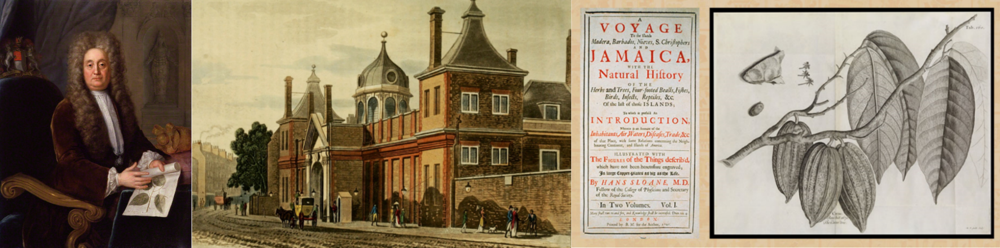 A
VOYAGE
To the Iſlands
Madera, Barbados, Nieves, S. Chriſtophers
AND
JAMAICA,
WITH THE
Natural Hiſtory
OF THE
Herbs and Trees, Four-footed Beaſts, Fiſhes,
Birds, Inſects, Reptiles, &c.
Of the laſt of thoſe ISLANDS;
To which is prefix'd An
INTRODUCTION,
Wherein is an Account of the
Inhabitants, Air, Waters, Diſeaſes, Trade, &c.
of that Place, with ſome Relations concerning the Neigh-
bouring Continent, and Iſlands of America.
ILLUSTRATED WITH
The FIGURES of the Things deſcrib'd,
which have not been heretofore engraved;
In large Copper-Plates as big as the Life.
By HANS SLOANE, M.D.
Fellow of the College of Phyſicians and Secretary
of the Royal-Society.
In Two Volumes. Vol. I.
Many ſhall run to and fro, and Knowledge ſhall be increaſed. Dan. xii. 4.
LONDON
Printed by B. M. for the Author, 1707.
Tab. 160.
Cacao